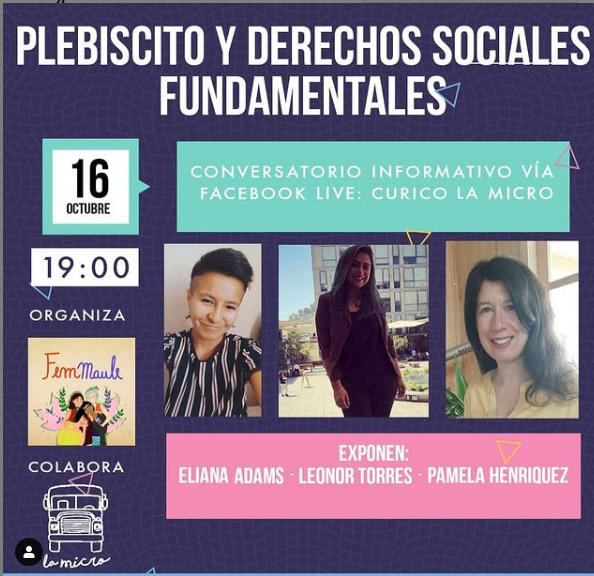 PLEBISCITO Y DERECHOS SOCIALES
FUNDAMENTALES
16
OCTUBRE
CONVERSATORIO INFORMATIVO VÍA
FACEBOOK LIVE: CURICO LA MICRO
19:00
ORGANIZA
FemMaule
COLABORA
la micro
EXPONEN:
ELIANA ADAMS - LEONOR TORRES - PAMELA HENRIQUEZ